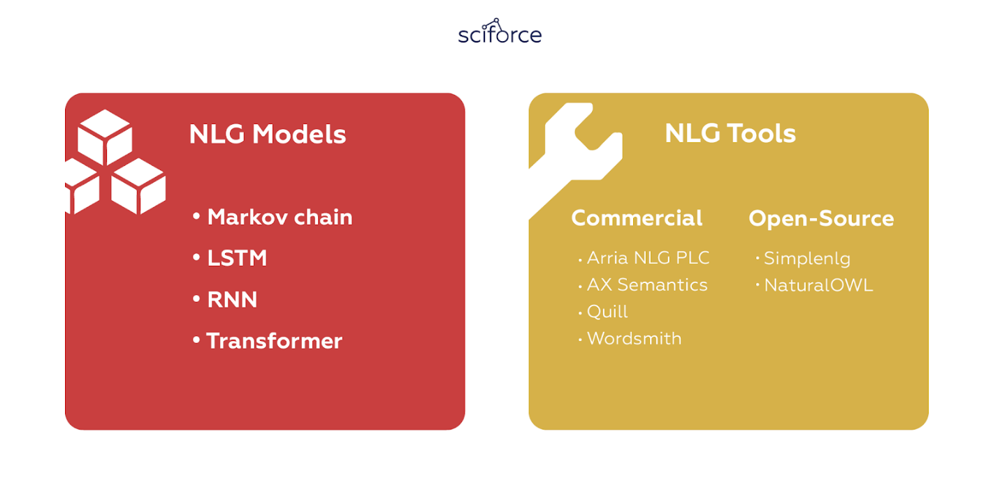 sciforce
NLG Models
• Markov chain
• LSTM
• RNN
• Transformer
NLG Tools
Commercial
• Arria NLG PLC
• AX Semantics
• Quill
• Wordsmith
Open-Source
• Simplenlg
• NaturalOWL